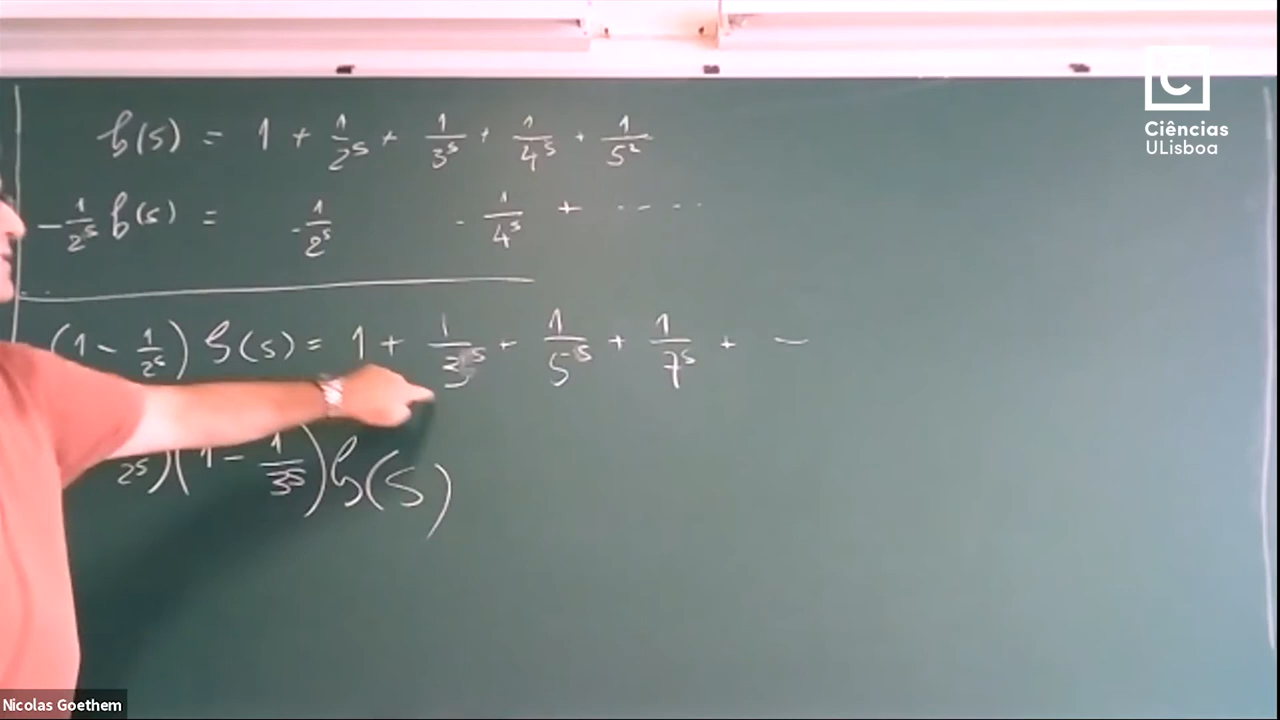 ζ(s) = 1 + 1/2^s + 1/3^s + 1/4^s + 1/5^2
-1/2^s ζ(s) = -1/2^s - 1/4^s + .....
(1 - 1/2^s) ζ(s) = 1 + 1/3^s + 1/5^s + 1/7^s + —
2^s)(1 - 1/3^s) ζ(s)
C
Ciências
ULisboa
Nicolas Goethem